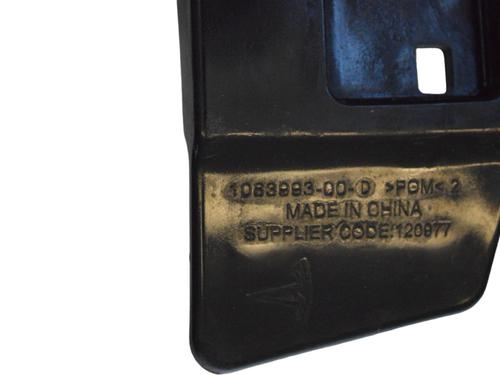 1083993-00-D >POM< 2
MADE IN CHINA
SUPPLIER CODE:120977